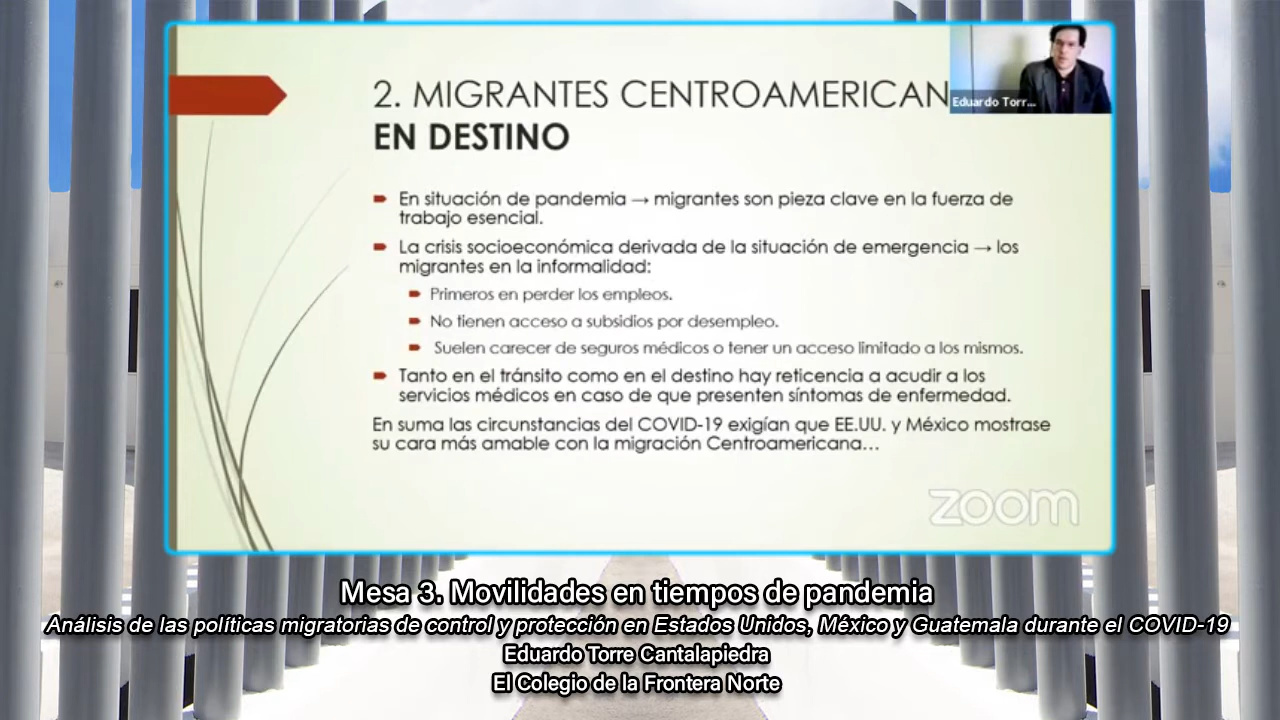 2. MIGRANTES CENTROAMERICAN
EN DESTINO
Eduardo Torr...
En situación de pandemia → migrantes son pieza clave en la fuerza de
trabajo esencial.
La crisis socioeconómica derivada de la situación de emergencia → los
migrantes en la informalidad:
Primeros en perder los empleos.
No tienen acceso a subsidios por desempleo.
Suelen carecer de seguros médicos o tener un acceso limitado a los mismos.
Tanto en el tránsito como en el destino hay reticencia a acudir a los
servicios médicos en caso de que presenten síntomas de enfermedad.
En suma las circunstancias del COVID-19 exigían que EE.UU. y México mostrase
su cara más amable con la migración Centroamericana...
zoom
Mesa 3. Movilidades en tiempos de pandemia
Análisis de las políticas migratorias de control y protección en Estados Unidos, México y Guatemala durante el COVID-19
Eduardo Torre Cantalapiedra
El Colegio de la Frontera Norte